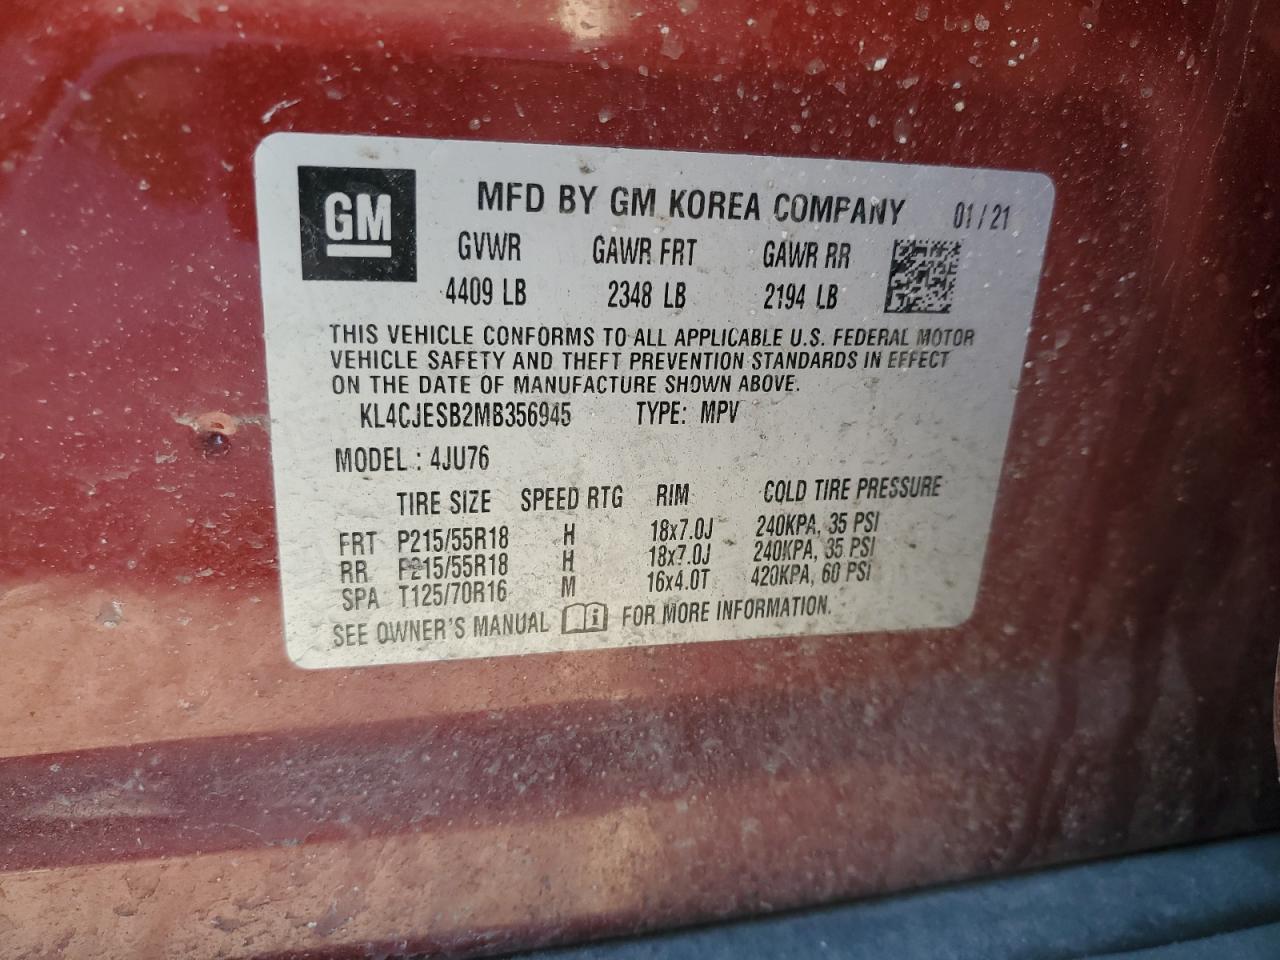 GM
MFD BY GM KOREA COMPANY 01/21
GVWR GAWR FRT GAWR RR
4409 LB 2348 LB 2194 LB
THIS VEHICLE CONFORMS TO ALL APPLICABLE U.S. FEDERAL MOTOR
VEHICLE SAFETY AND THEFT PREVENTION STANDARDS IN EFFECT
ON THE DATE OF MANUFACTURE SHOWN ABOVE.
KL4CJESB2MB356945 TYPE: MPV
MODEL : 4JU76
TIRE SIZE SPEED RTG RIM COLD TIRE PRESSURE
FRT P215/55R18 H 18x7.0J 240KPA, 35 PSI
RR P215/55R18 H 18x7.0J 240KPA, 35 PSI
SPA T125/70R16 M 16x4.0T 420KPA, 60 PSI
SEE OWNER'S MANUAL i FOR MORE INFORMATION.